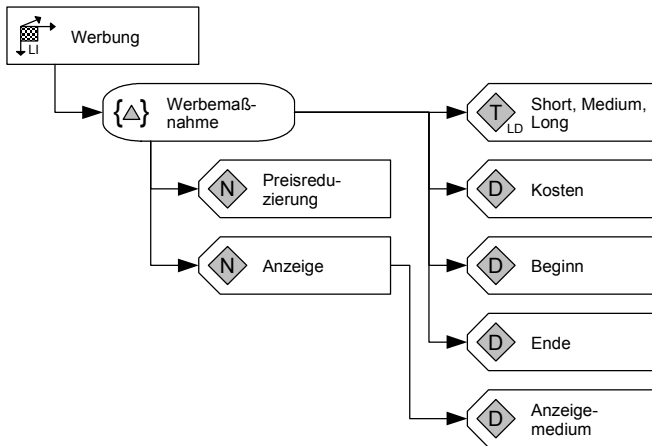 LI
Werbung
{ }
Werbemaß-
nahme
T
LD
Short, Medium,
Long
N
Preisredu-
zierung
D
Kosten
N
Anzeige
D
Beginn
D
Ende
D
Anzeige-
medium